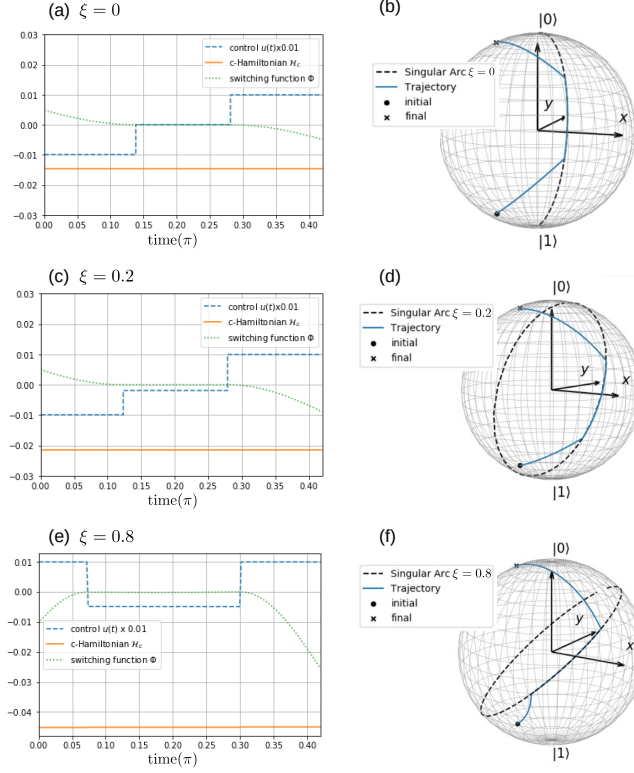 (a) ξ = 0
0.03
0.02
0.01
0.00
−0.01
−0.02
−0.03
control u(t)x0.01
c-Hamiltonian ℋc
switching function Φ
0.00 0.05 0.10 0.15 0.20 0.25 0.30 0.35 0.40
time(π)
(b)
|0⟩
Singular Arc ξ = 0
Trajectory
initial
final
y
x
|1⟩
(c) ξ = 0.2
0.03
0.02
0.01
0.00
−0.01
−0.02
−0.03
control u(t)x0.01
c-Hamiltonian ℋc
switching function Φ
0.00 0.05 0.10 0.15 0.20 0.25 0.30 0.35 0.40
time(π)
(d)
|0⟩
Singular Arc ξ = 0.2
Trajectory
initial
final
y
x
|1⟩
(e) ξ = 0.8
0.01
0.00
−0.01
−0.04
control u(t) x 0.01
c-Hamiltonian ℋc
switching function Φ
0.00 0.05 0.10 0.15 0.20 0.25 0.30 0.35 0.40
time(π)
(f)
|0⟩
Singular Arc ξ = 0.8
Trajectory
initial
final
y
x
|1⟩